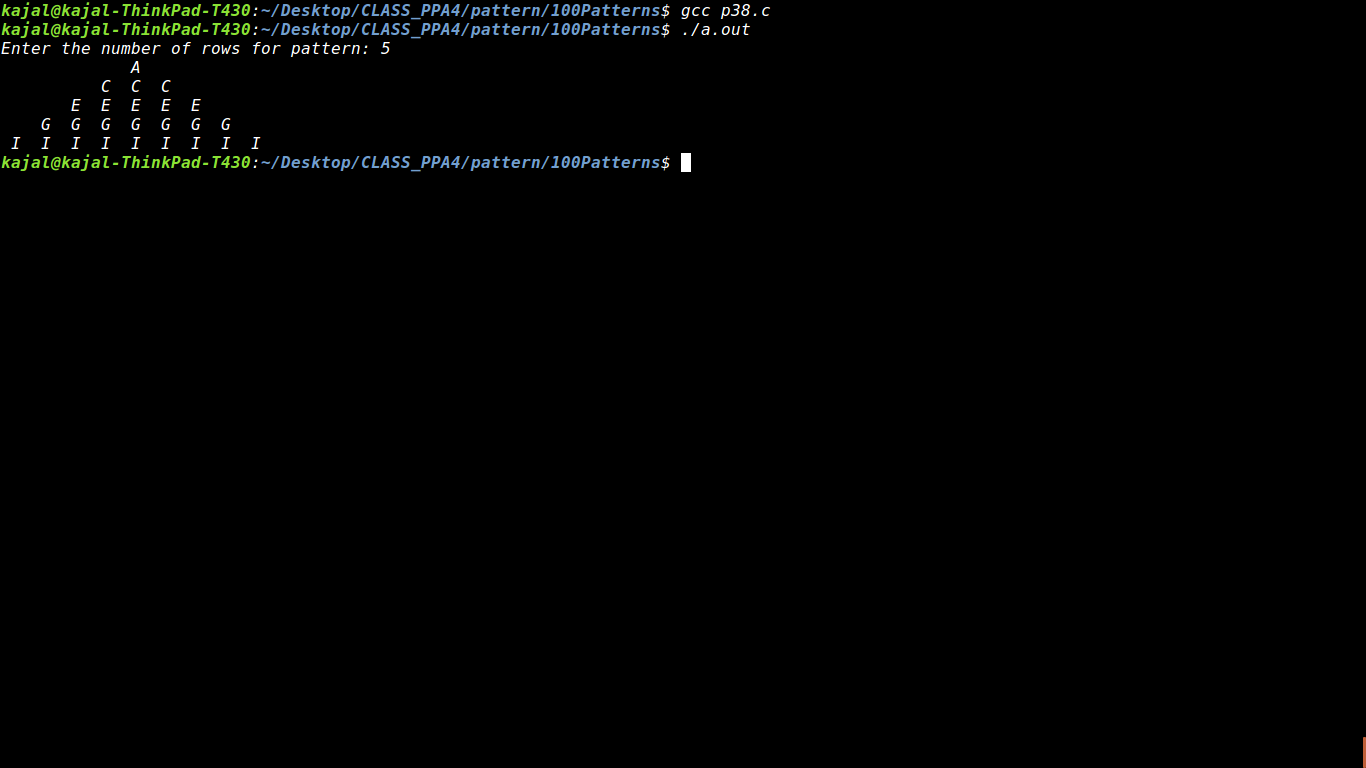 kajal@kajal-ThinkPad-T430:~/Desktop/CLASS_PPA4/pattern/100Patterns$ gcc p38.c
kajal@kajal-ThinkPad-T430:~/Desktop/CLASS_PPA4/pattern/100Patterns$ ./a.out
Enter the number of rows for pattern: 5
             A
          C  C  C
       E  E  E  E  E
    G  G  G  G  G  G  G
 I  I  I  I  I  I  I  I  I
kajal@kajal-ThinkPad-T430:~/Desktop/CLASS_PPA4/pattern/100Patterns$